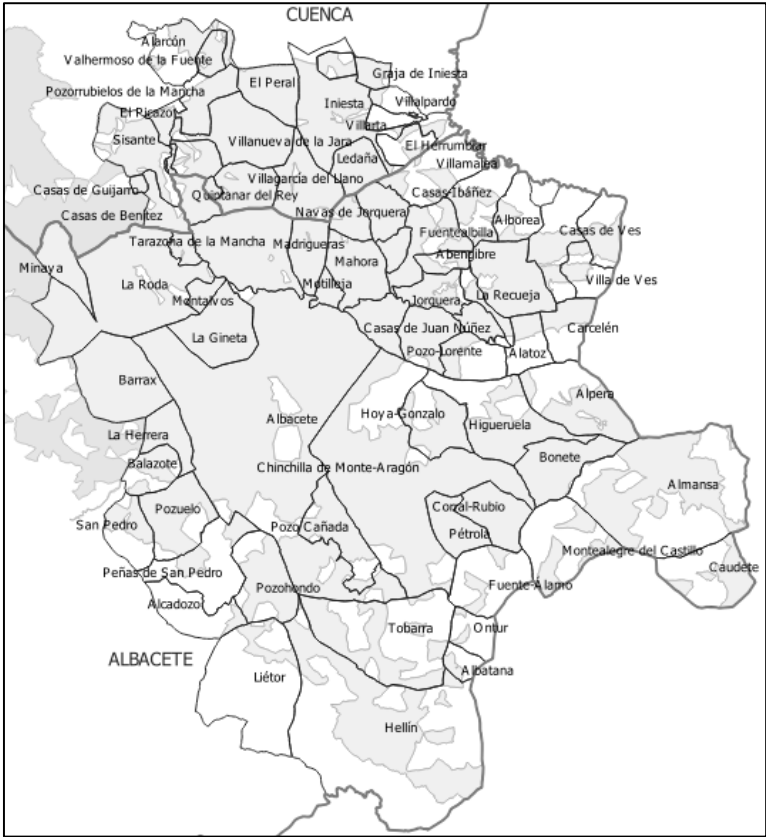 CUENCA
Alarcón
Valhermoso de la Fuente
Graja de Iniesta
El Peral
Pozorrubielos de la Mancha
Iniesta
Villalpardo
El Picazo
Villarta
Sisante
Villanueva de la Jara
El Herrumblar
Ledaña
Villamalea
Villagarcía del Llano
Casas de Guijarro
Quintanar del Rey
Casas-Ibáñez
Casas de Benítez
Navas de Jorquera
Alborea
Fuentealbilla
Casas de Ves
Tarazona de la Mancha
Madrigueras
Abengibre
Mahora
Minaya
Villa de Ves
La Roda
Motilleja
La Recueja
Montalvos
Jorquera
Casas de Juan Núñez
Carcelén
La Gineta
Pozo-Lorente
Alatoz
Barrax
Alpera
Albacete
Hoya-Gonzalo
Higueruela
La Herrera
Bonete
Balazote
Chinchilla de Monte-Aragón
Almansa
Pozuelo
Corral-Rubio
San Pedro
Pozo Cañada
Pétrola
Montealegre del Castillo
Caudete
Peñas de San Pedro
Fuente-Álamo
Pozohondo
Alcadozo
Tobarra
Ontur
ALBACETE
Albatana
Liétor
Hellín